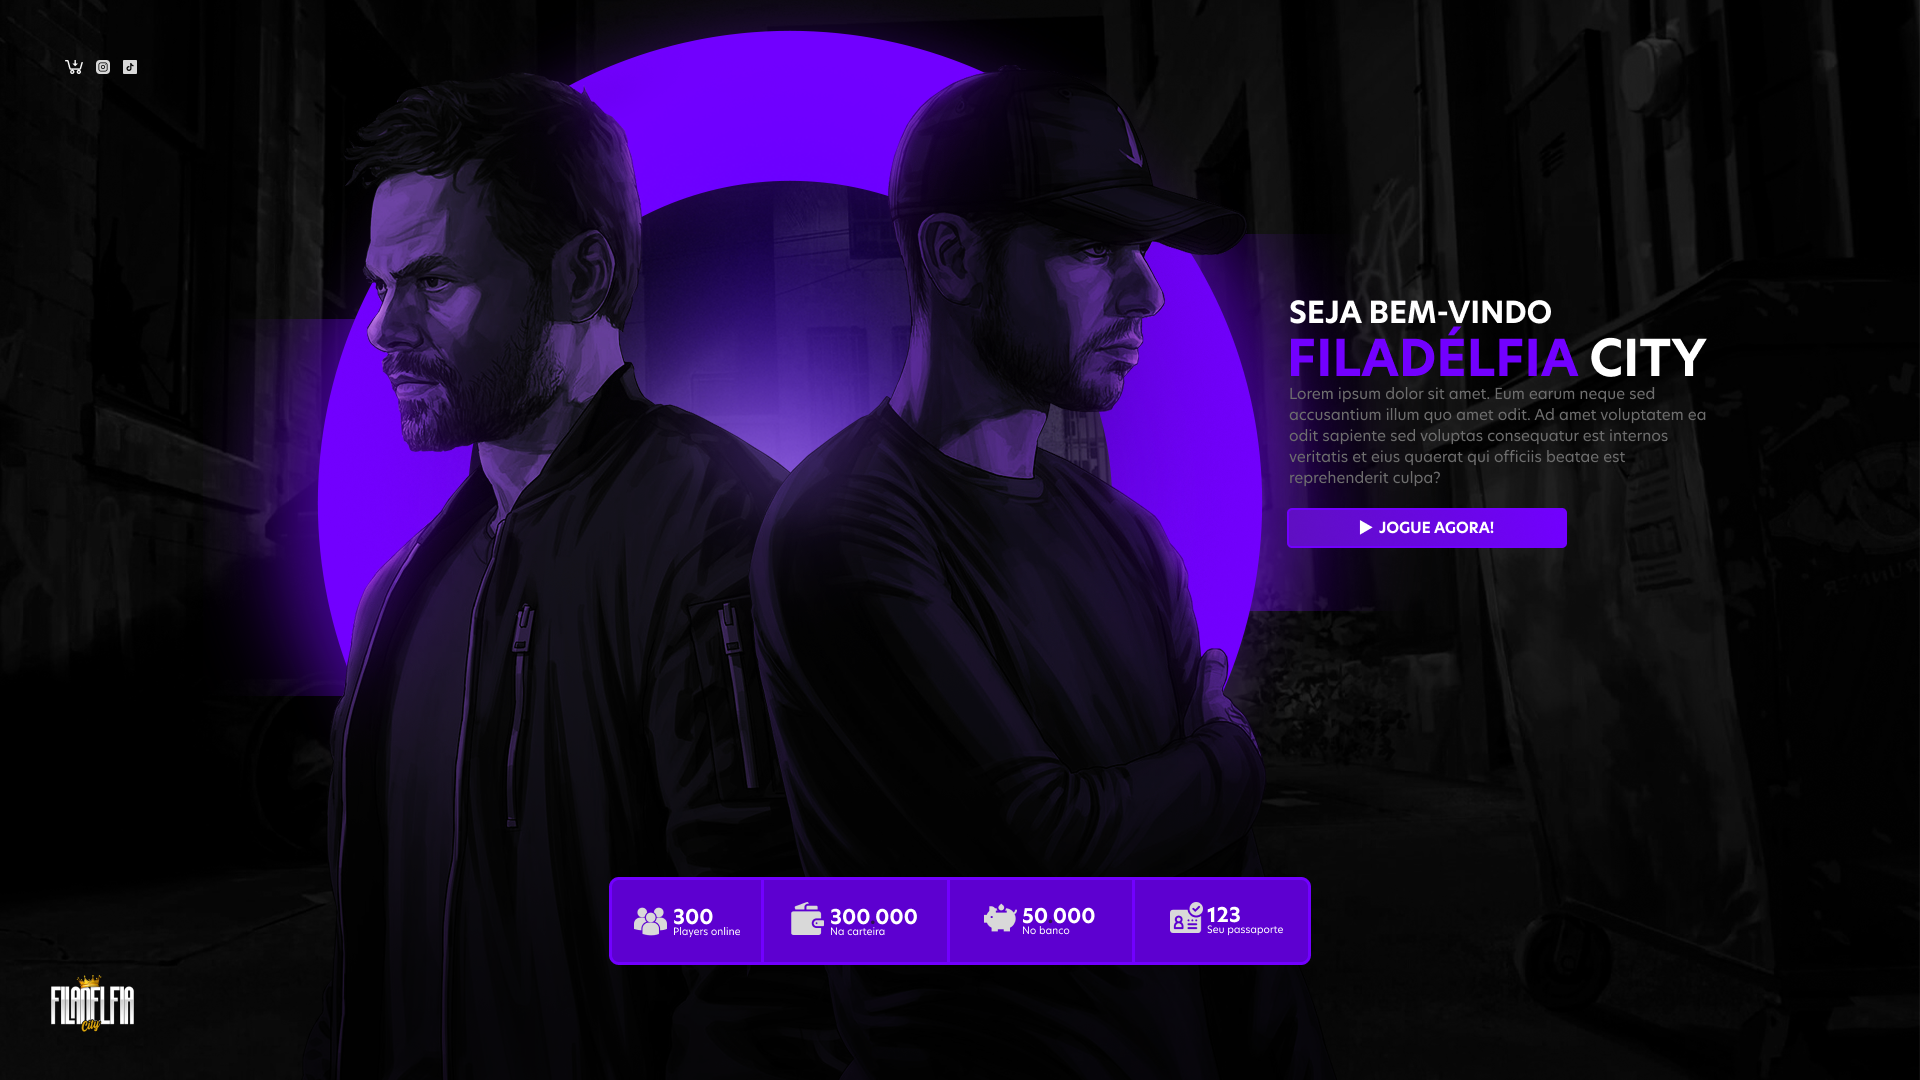 SEJA BEM-VINDO
FILADÉLFIA CITY
Lorem ipsum dolor sit amet. Eum earum neque sed
accusantium illum quo amet odit. Ad amet voluptatem ea
odit sapiente sed voluptas consequatur est internos
veritatis et eius quaerat qui officiis beatae est
reprehenderit culpa?
JOGUE AGORA!
300
Players online
300 000
Na carteira
50 000
No banco
123
Seu passaporte
FILADELFIA
City